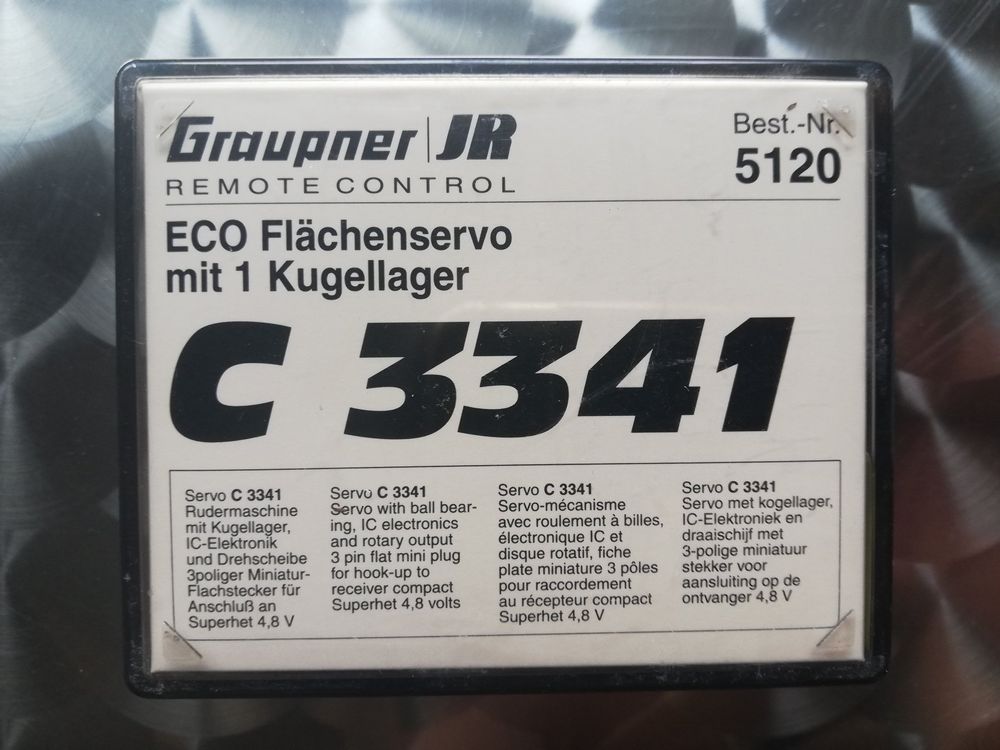 Graupner | JR
REMOTE CONTROL
Best.-Nr.
5120
ECO Flächenservo
mit 1 Kugellager
C 3341
Servo C 3341
Rudermaschine
mit Kugellager,
IC-Elektronik
und Drehscheibe
3poliger Miniatur-
Flachstecker für
Anschluß an
Superhet 4,8 V
Servo C 3341
Servo with ball bear-
ing, IC electronics
and rotary output
3 pin flat mini plug
for hook-up to
receiver compact
Superhet 4,8 volts
Servo C 3341
Servo-mécanisme
avec roulement à billes,
électronique IC et
disque rotatif, fiche
plate miniature 3 pôles
pour raccordement
au récepteur compact
Superhet 4,8 V
Servo C 3341
Servo met kogellager,
IC-Elektroniek en
draaischijf met
3-polige miniatuur
stekker voor
aansluiting op de
ontvanger 4,8 V